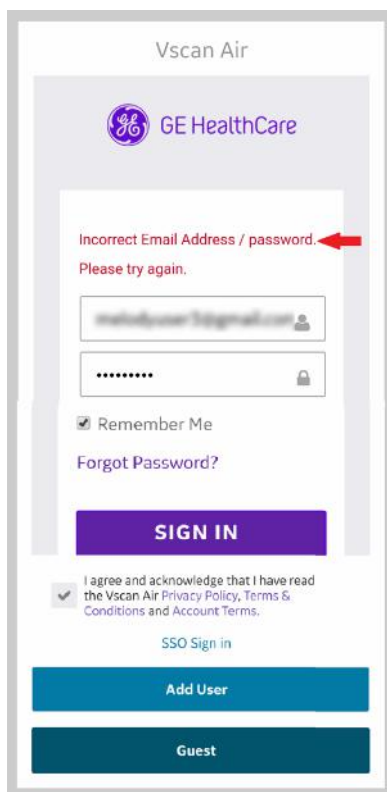 Vscan Air
GE HealthCare
Incorrect Email Address / password.
Please try again.
•••••••••
Remember Me
Forgot Password?
SIGN IN
I agree and acknowledge that I have read
the Vscan Air Privacy Policy, Terms &
Conditions and Account Terms.
SSO Sign in
Add User
Guest